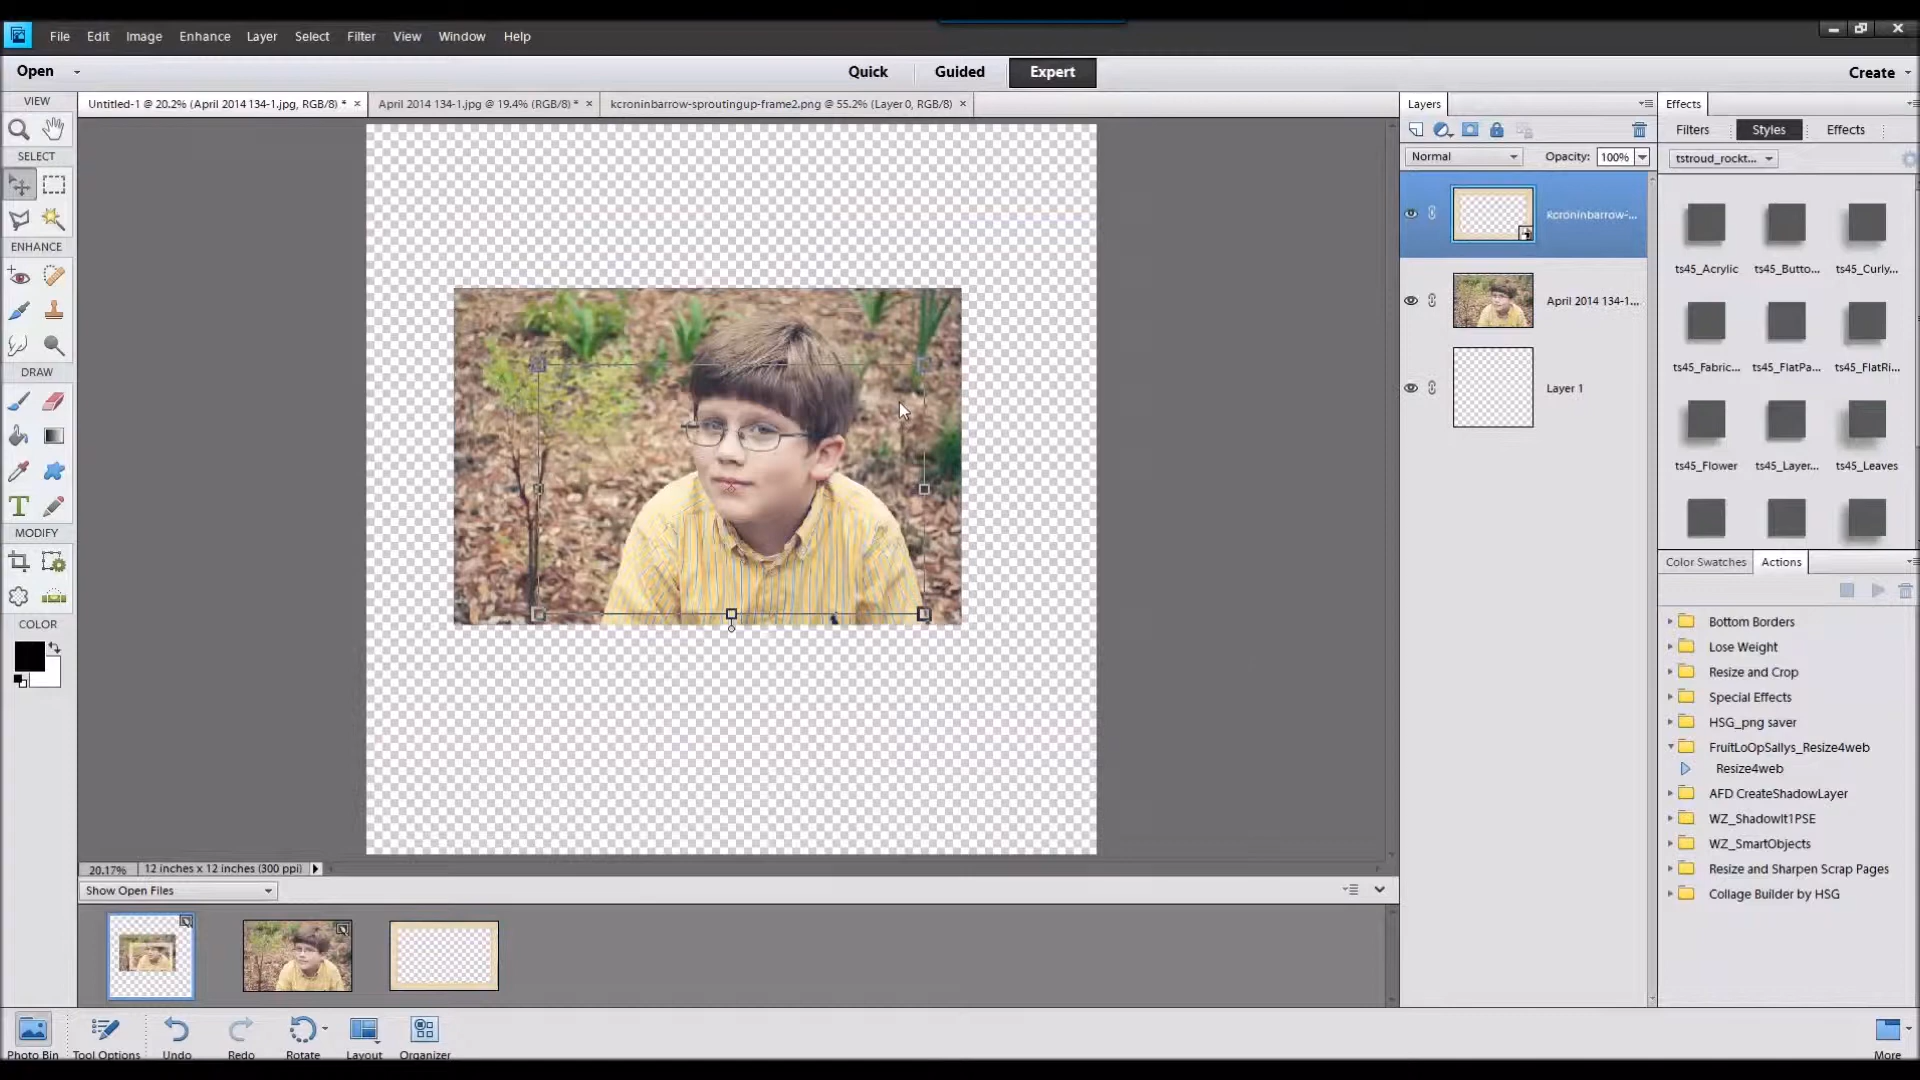 File Edit Image Enhance Layer Select Filter View Window Help
Open Quick Guided Expert Create
VIEW
Untitled-1 @ 20.2% (April 2014 134-1.jpg, RGB/8) * × April 2014 134-1.jpg @ 19.4% (RGB/8) * × kcroninbarrow-sproutingup-frame2.png @ 55.2% (Layer 0, RGB/8) ×
Layers
Effects
Filters Styles Effects
SELECT
Normal Opacity: 100%
tstroud_rockt...
kcroninbarrow-...
April 2014 134-1...
Layer 1
ts45_Acrylic ts45_Butto... ts45_Curly...
ts45_Fabric... ts45_FlatPa... ts45_FlatRi...
ts45_Flower ts45_Layer... ts45_Leaves
ENHANCE
DRAW
T
MODIFY
COLOR
Color Swatches Actions
Bottom Borders
Lose Weight
Resize and Crop
Special Effects
HSG_png saver
FruitLoOpSallys_Resize4web
Resize4web
AFD CreateShadowLayer
WZ_ShadowIt1PSE
WZ_SmartObjects
Resize and Sharpen Scrap Pages
Collage Builder by HSG
20.17% 12 inches x 12 inches (300 ppi)
Show Open Files
Photo Bin Tool Options Undo Redo Rotate Layout Organizer More